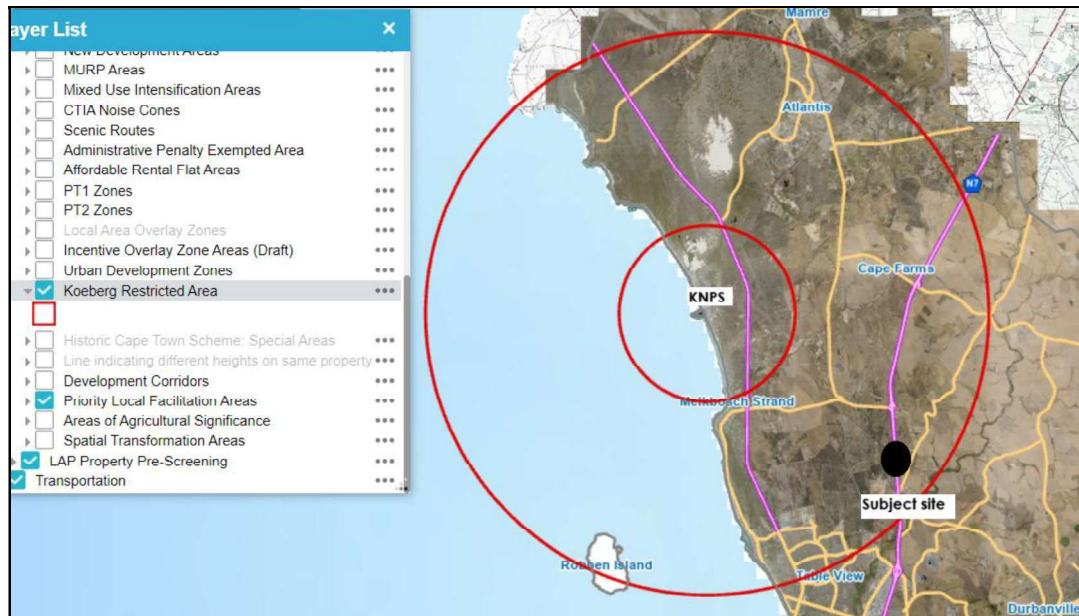 ayer List
New Development Areas
MURP Areas
Mixed Use Intensification Areas
CTIA Noise Cones
Scenic Routes
Administrative Penalty Exempted Area
Affordable Rental Flat Areas
PT1 Zones
PT2 Zones
Local Area Overlay Zones
Incentive Overlay Zone Areas (Draft)
Urban Development Zones
Koeberg Restricted Area
Historic Cape Town Scheme: Special Areas
Line indicating different heights on same property
Development Corridors
Priority Local Facilitation Areas
Areas of Agricultural Significance
Spatial Transformation Areas
LAP Property Pre-Screening
Transportation
Mamre
Atlantis
N7
Cape Farms
KNPS
Melkbosch Strand
Subject site
Robben Island
Table View
Durbanville